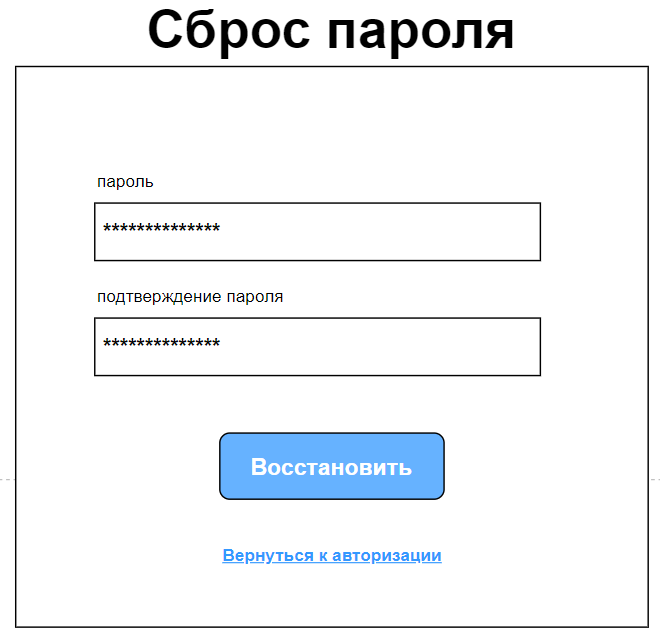 Сброс пароля
пароль
**************
подтверждение пароля
**************
Восстановить
Вернуться к авторизации